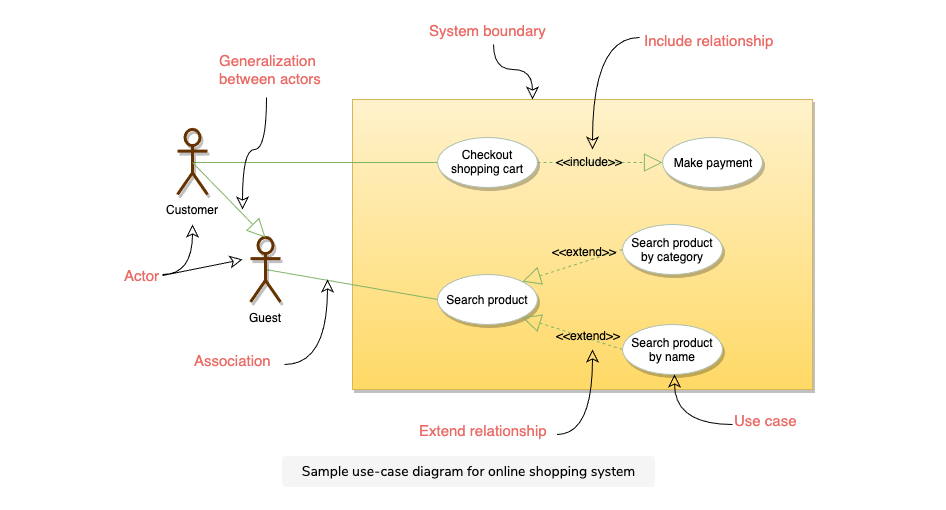 System boundary
Include relationship
Generalization
between actors
Checkout
shopping cart
<<include>>
Make payment
Customer
Search product
by category
<<extend>>
Actor
Search product
Guest
<<extend>>
Search product
by name
Association
Use case
Extend relationship
Sample use-case diagram for online shopping system